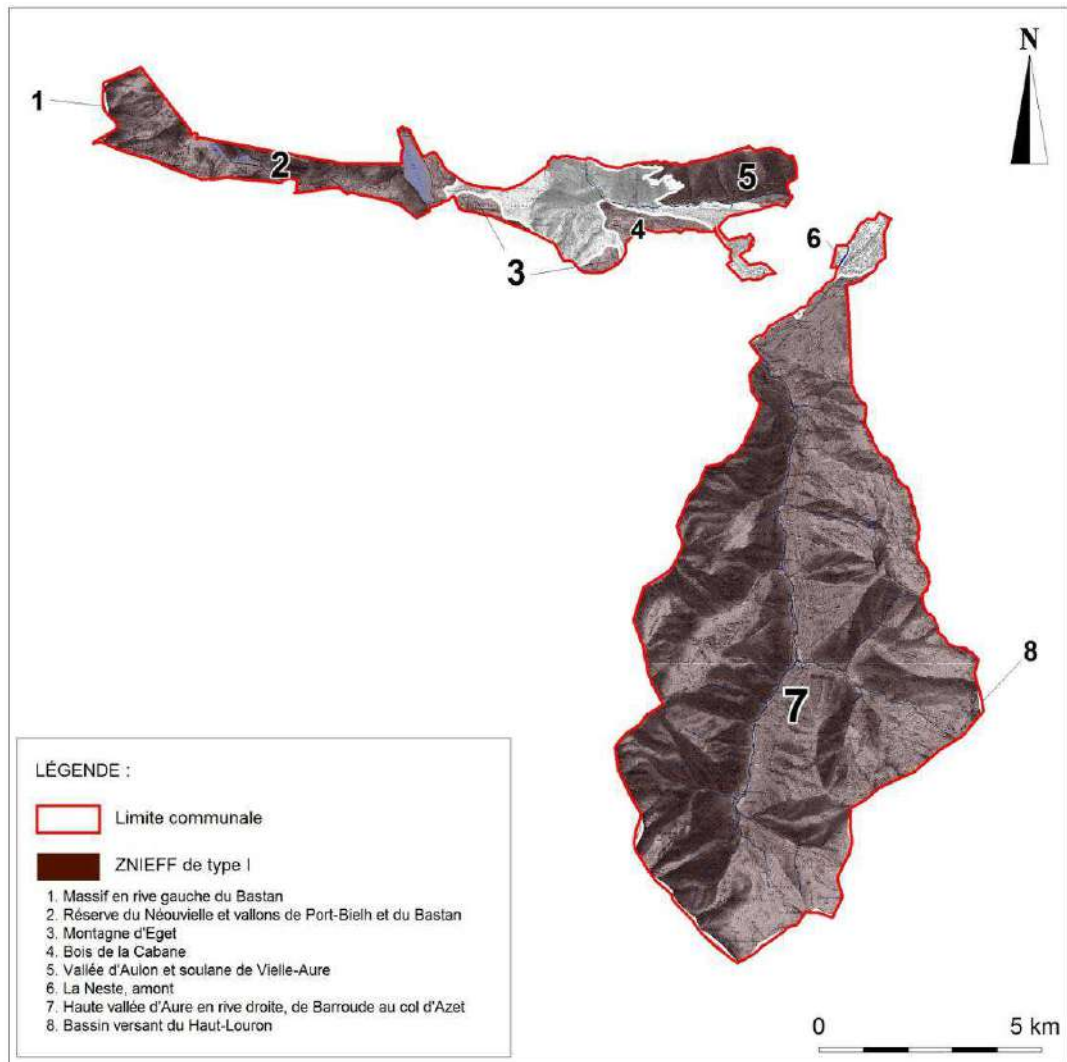 N
1
2
5
4
6
3
8
7
LÉGENDE :
Limite communale
ZNIEFF de type I
1. Massif en rive gauche du Bastan
2. Réserve du Néouvielle et vallons de Port-Bielh et du Bastan
3. Montagne d'Eget
4. Bois de la Cabane
5. Vallée d'Aulon et soulane de Vielle-Aure
6. La Neste, amont
7. Haute vallée d'Aure en rive droite, de Barroude au col d'Azet
8. Bassin versant du Haut-Louron
0 5 km